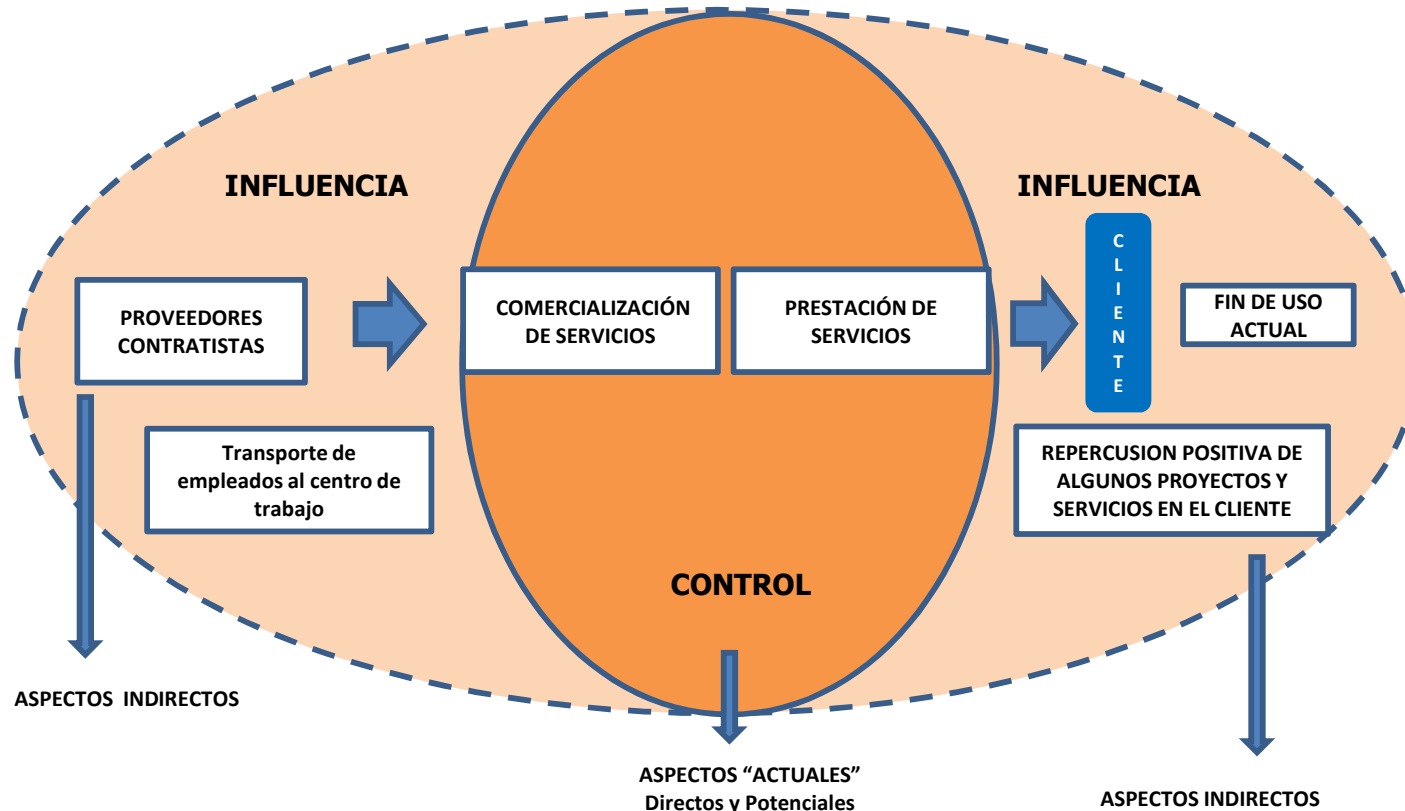 INFLUENCIA
INFLUENCIA
PROVEEDORES
CONTRATISTAS
COMERCIALIZACIÓN
DE SERVICIOS
PRESTACIÓN DE
SERVICIOS
C
L
I
E
N
T
E
FIN DE USO
ACTUAL
Transporte de
empleados al centro de
trabajo
REPERCUSION POSITIVA DE
ALGUNOS PROYECTOS Y
SERVICIOS EN EL CLIENTE
CONTROL
ASPECTOS INDIRECTOS
ASPECTOS “ACTUALES”
Directos y Potenciales
ASPECTOS INDIRECTOS